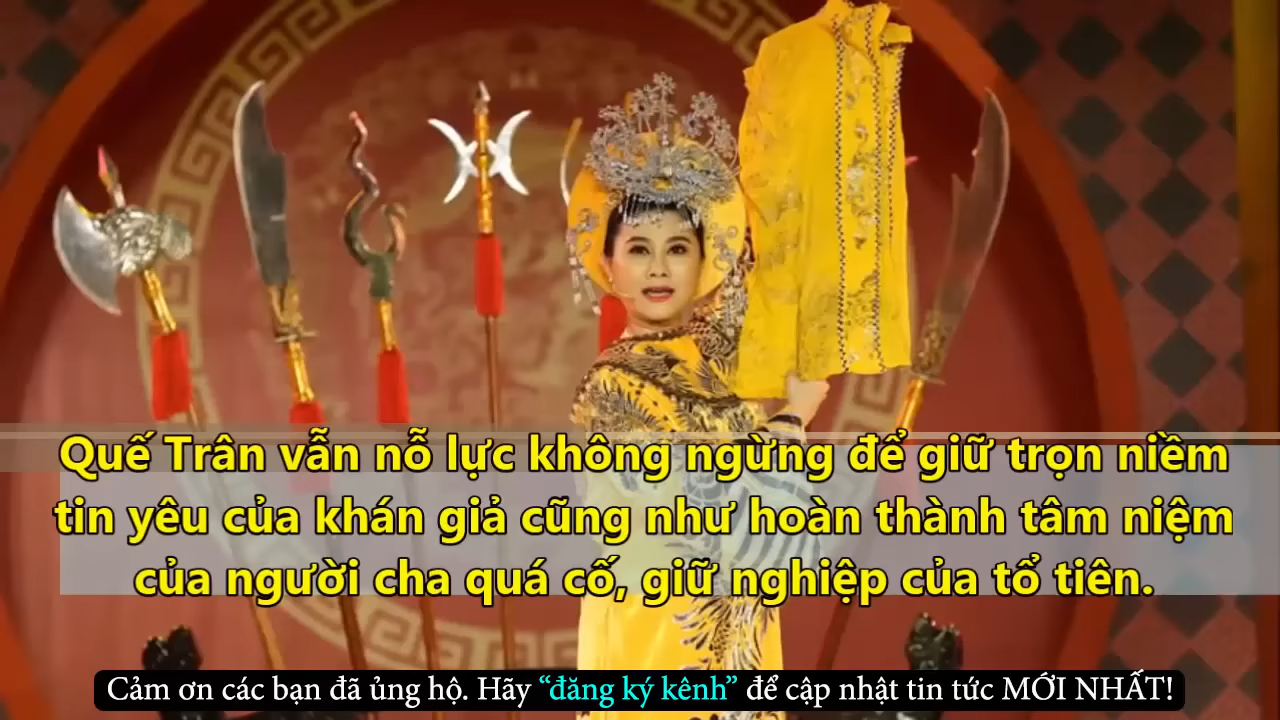 Quế Trân vẫn nỗ lực không ngừng để giữ trọn niềm
tin yêu của khán giả cũng như hoàn thành tâm niệm
của người cha quá cố, giữ nghiệp của tổ tiên.
Cảm ơn các bạn đã ủng hộ. Hãy “đăng ký kênh” để cập nhật tin tức MỚI NHẤT!